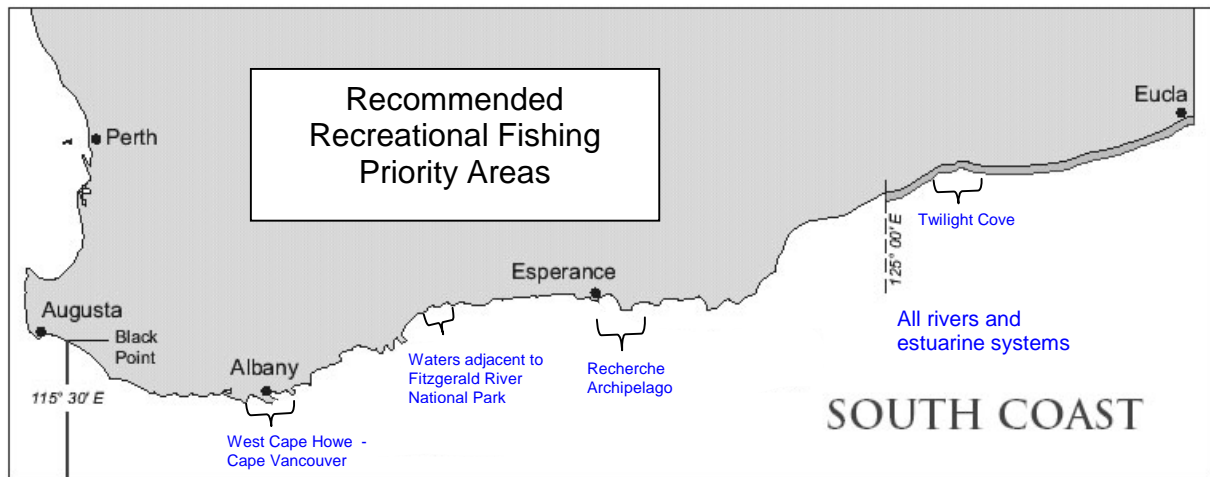 Recommended
Recreational Fishing
Priority Areas
Perth
Eucla
Twilight Cove
125° 00' E
Esperance
Augusta
Black
Point
115° 30' E
Albany
Waters adjacent to
Fitzgerald River
National Park
Recherche
Archipelago
All rivers and
estuarine systems
West Cape Howe -
Cape Vancouver
SOUTH COAST